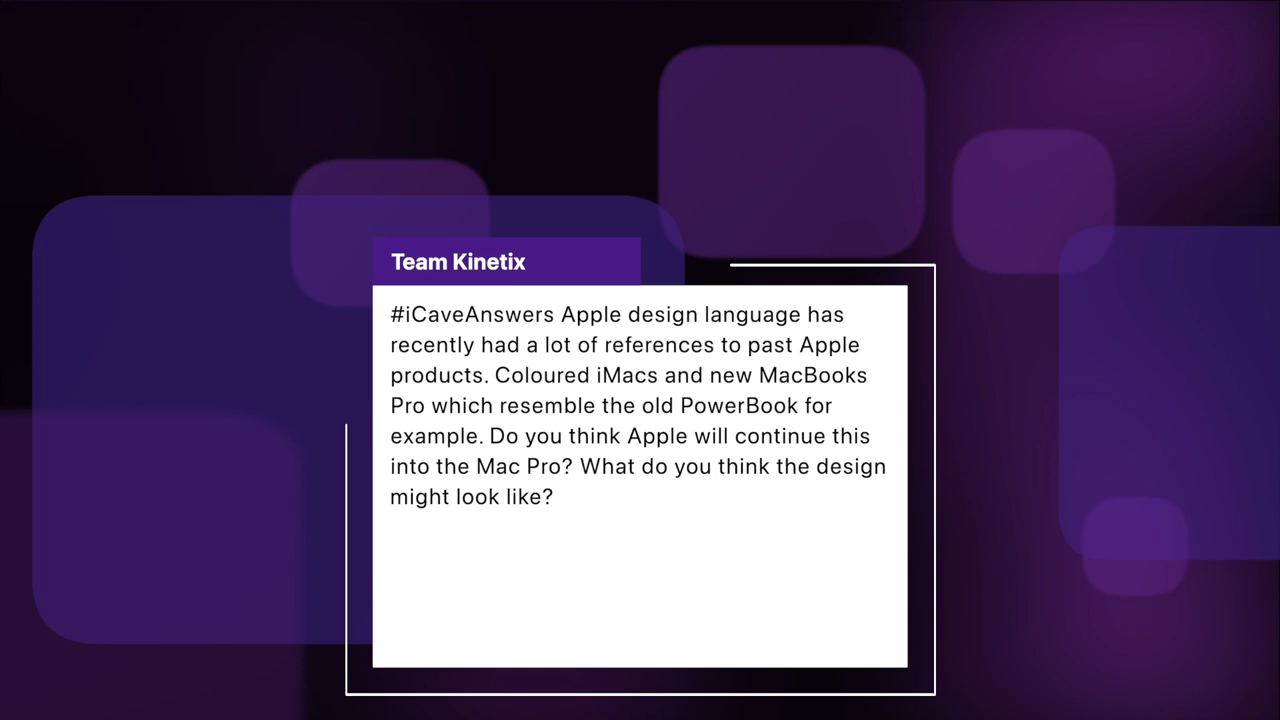 Team Kinetix
#iCaveAnswers Apple design language has
recently had a lot of references to past Apple
products. Coloured iMacs and new MacBooks
Pro which resemble the old PowerBook for
example. Do you think Apple will continue this
into the Mac Pro? What do you think the design
might look like?